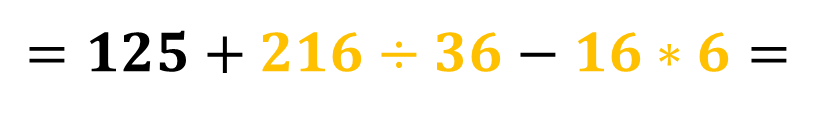 = 125 + 216 ÷ 36 − 16 * 6 =